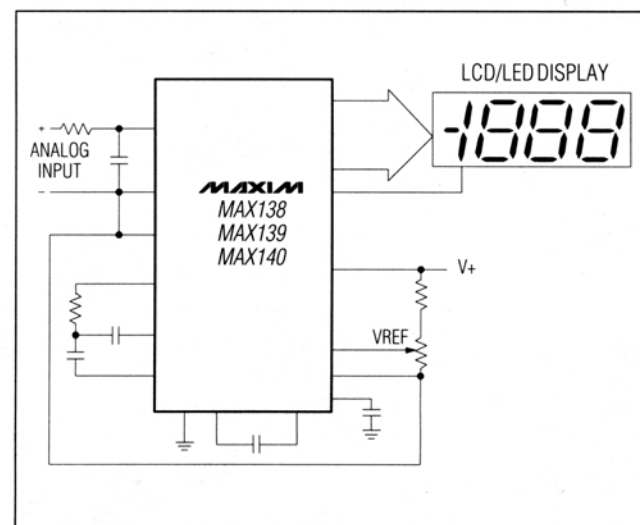 LCD/LED DISPLAY
-1888
+
ANALOG
INPUT
-
MAXIM
MAX138
MAX139
MAX140
V+
VREF